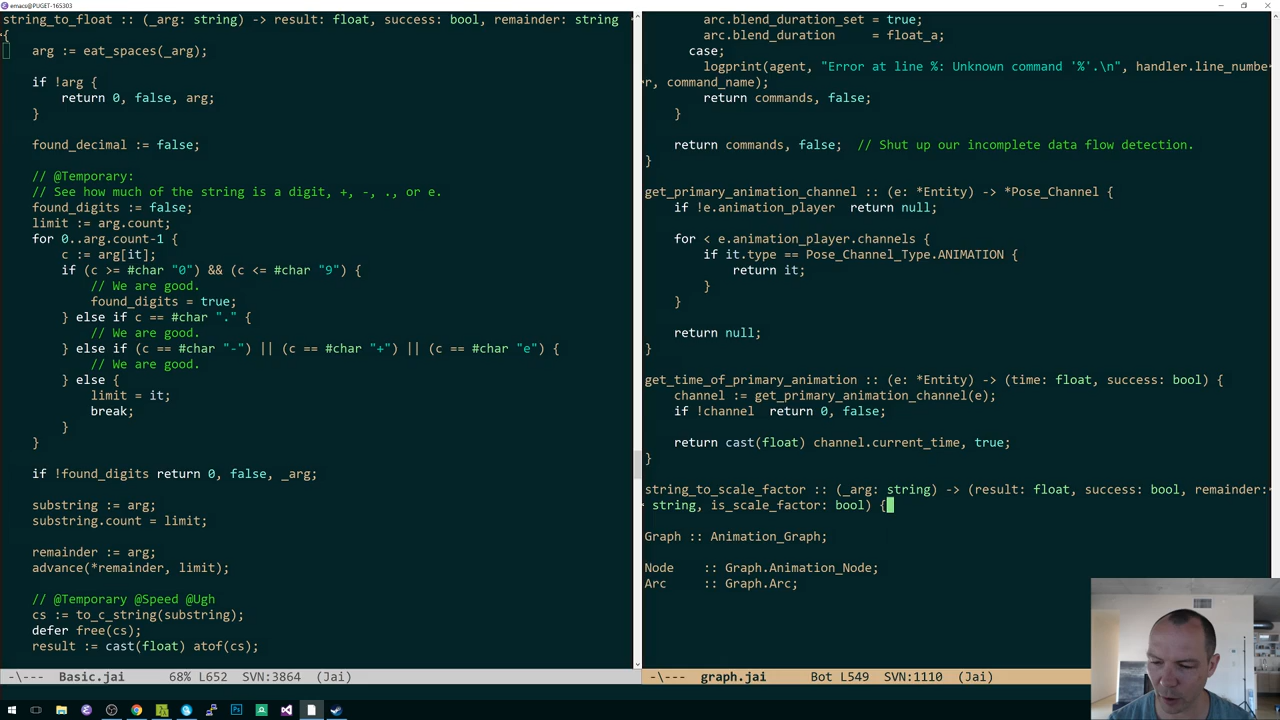 emacs@PUGET-165303
string_to_float :: (_arg: string) -> result: float, success: bool, remainder: string
{
    arg := eat_spaces(_arg);
    if !arg {
        return 0, false, arg;
    }
    found_decimal := false;
    // @Temporary:
    // See how much of the string is a digit, +, -, ., or e.
    found_digits := false;
    limit := arg.count;
    for 0..arg.count-1 {
        c := arg[it];
        if (c >= #char "0") && (c <= #char "9") {
            // We are good.
            found_digits = true;
        } else if c == #char "." {
            // We are good.
        } else if (c == #char "-") || (c == #char "+") || (c == #char "e") {
            // We are good.
        } else {
            limit = it;
            break;
        }
    }
    if !found_digits return 0, false, _arg;
    substring := arg;
    substring.count = limit;
    remainder := arg;
    advance(*remainder, limit);
    // @Temporary @Speed @Ugh
    cs := to_c_string(substring);
    defer free(cs);
    result := cast(float) atof(cs);
-\--- Basic.jai 68% L652 SVN:3864 (Jai)
            arc.blend_duration_set = true;
            arc.blend_duration     = float_a;
        case;
            logprint(agent, "Error at line %: Unknown command '%'.\n", handler.line_numbe
r, command_name);
            return commands, false;
        }
    return commands, false;  // Shut up our incomplete data flow detection.
}
get_primary_animation_channel :: (e: *Entity) -> *Pose_Channel {
    if !e.animation_player  return null;
    for < e.animation_player.channels {
        if it.type == Pose_Channel_Type.ANIMATION {
            return it;
        }
    }
    return null;
}
get_time_of_primary_animation :: (e: *Entity) -> (time: float, success: bool) {
    channel := get_primary_animation_channel(e);
    if !channel  return 0, false;
    return cast(float) channel.current_time, true;
}
string_to_scale_factor :: (_arg: string) -> (result: float, success: bool, remainder:
 string, is_scale_factor: bool) {
Graph :: Animation_Graph;
Node    :: Graph.Animation_Node;
Arc     :: Graph.Arc;
-\--- graph.jai Bot L549 SVN:1110 (Jai)